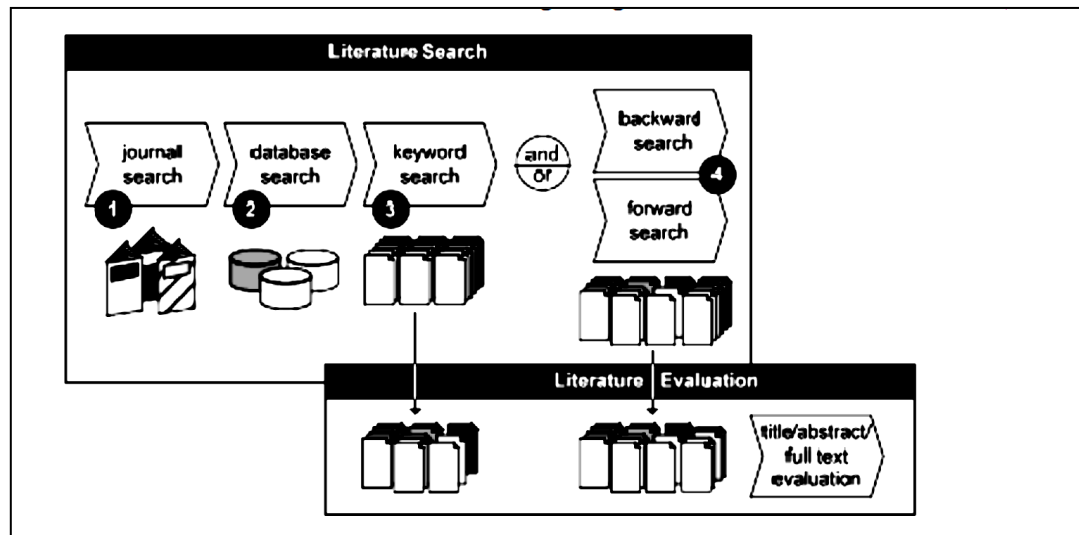 Literature Search
journal
search
1
database
search
2
keyword
search
3
and
or
backward
search
4
forward
search
Literature Evaluation
title/abstract/
full text
evaluation